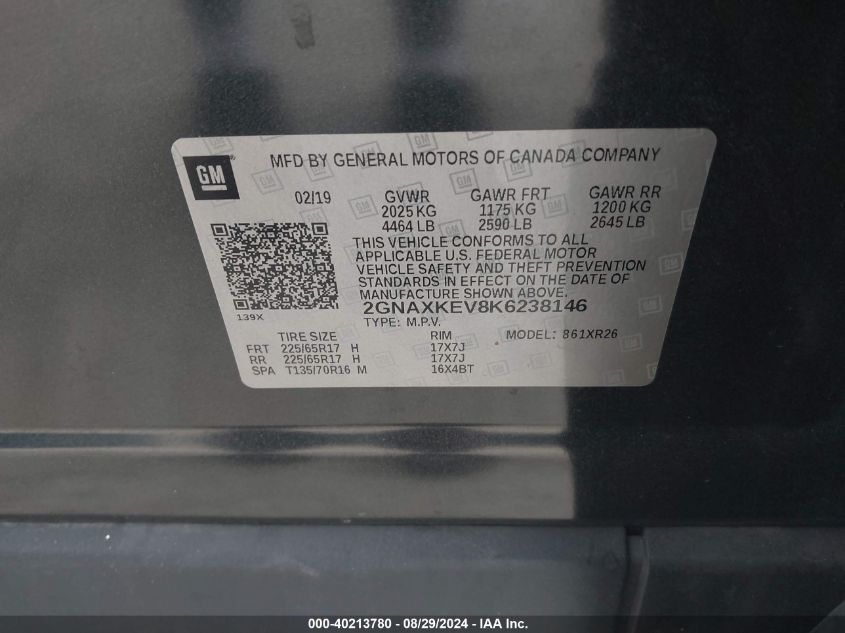 GM
MFD BY GENERAL MOTORS OF CANADA COMPANY
02/19 GVWR GAWR FRT GAWR RR
2025 KG 1175 KG 1200 KG
4464 LB 2590 LB 2645 LB
THIS VEHICLE CONFORMS TO ALL
APPLICABLE U.S. FEDERAL MOTOR
VEHICLE SAFETY AND THEFT PREVENTION
STANDARDS IN EFFECT ON THE DATE OF
MANUFACTURE SHOWN ABOVE.
139X 2GNAXKEV8K6238146
TYPE: M.P.V. MODEL: 861XR26
TIRE SIZE RIM
FRT 225/65R17 H 17X7J
RR 225/65R17 H 17X7J
SPA T135/70R16 M 16X4BT
000-40213780 - 08/29/2024 - IAA Inc.